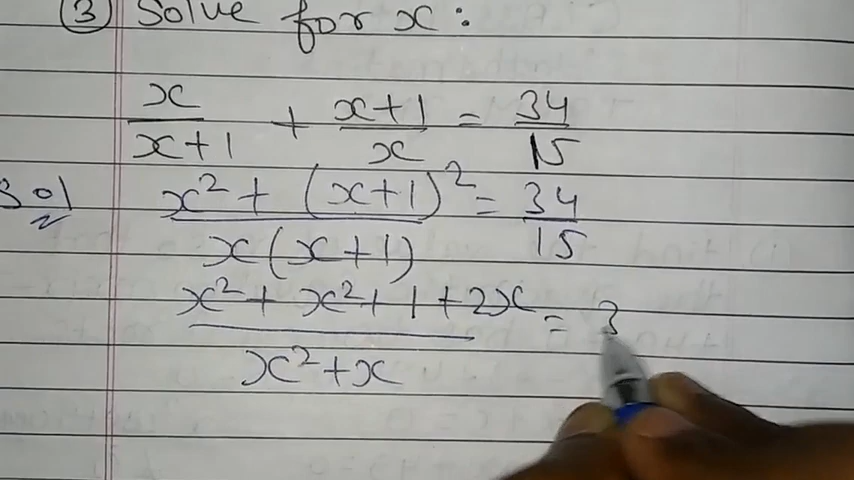 ③ Solve for x :
x/(x+1) + (x+1)/x = 34/15
Sol (x² + (x+1)²)/(x(x+1)) = 34/15
(x² + x² + 1 + 2x)/(x² + x) = 3